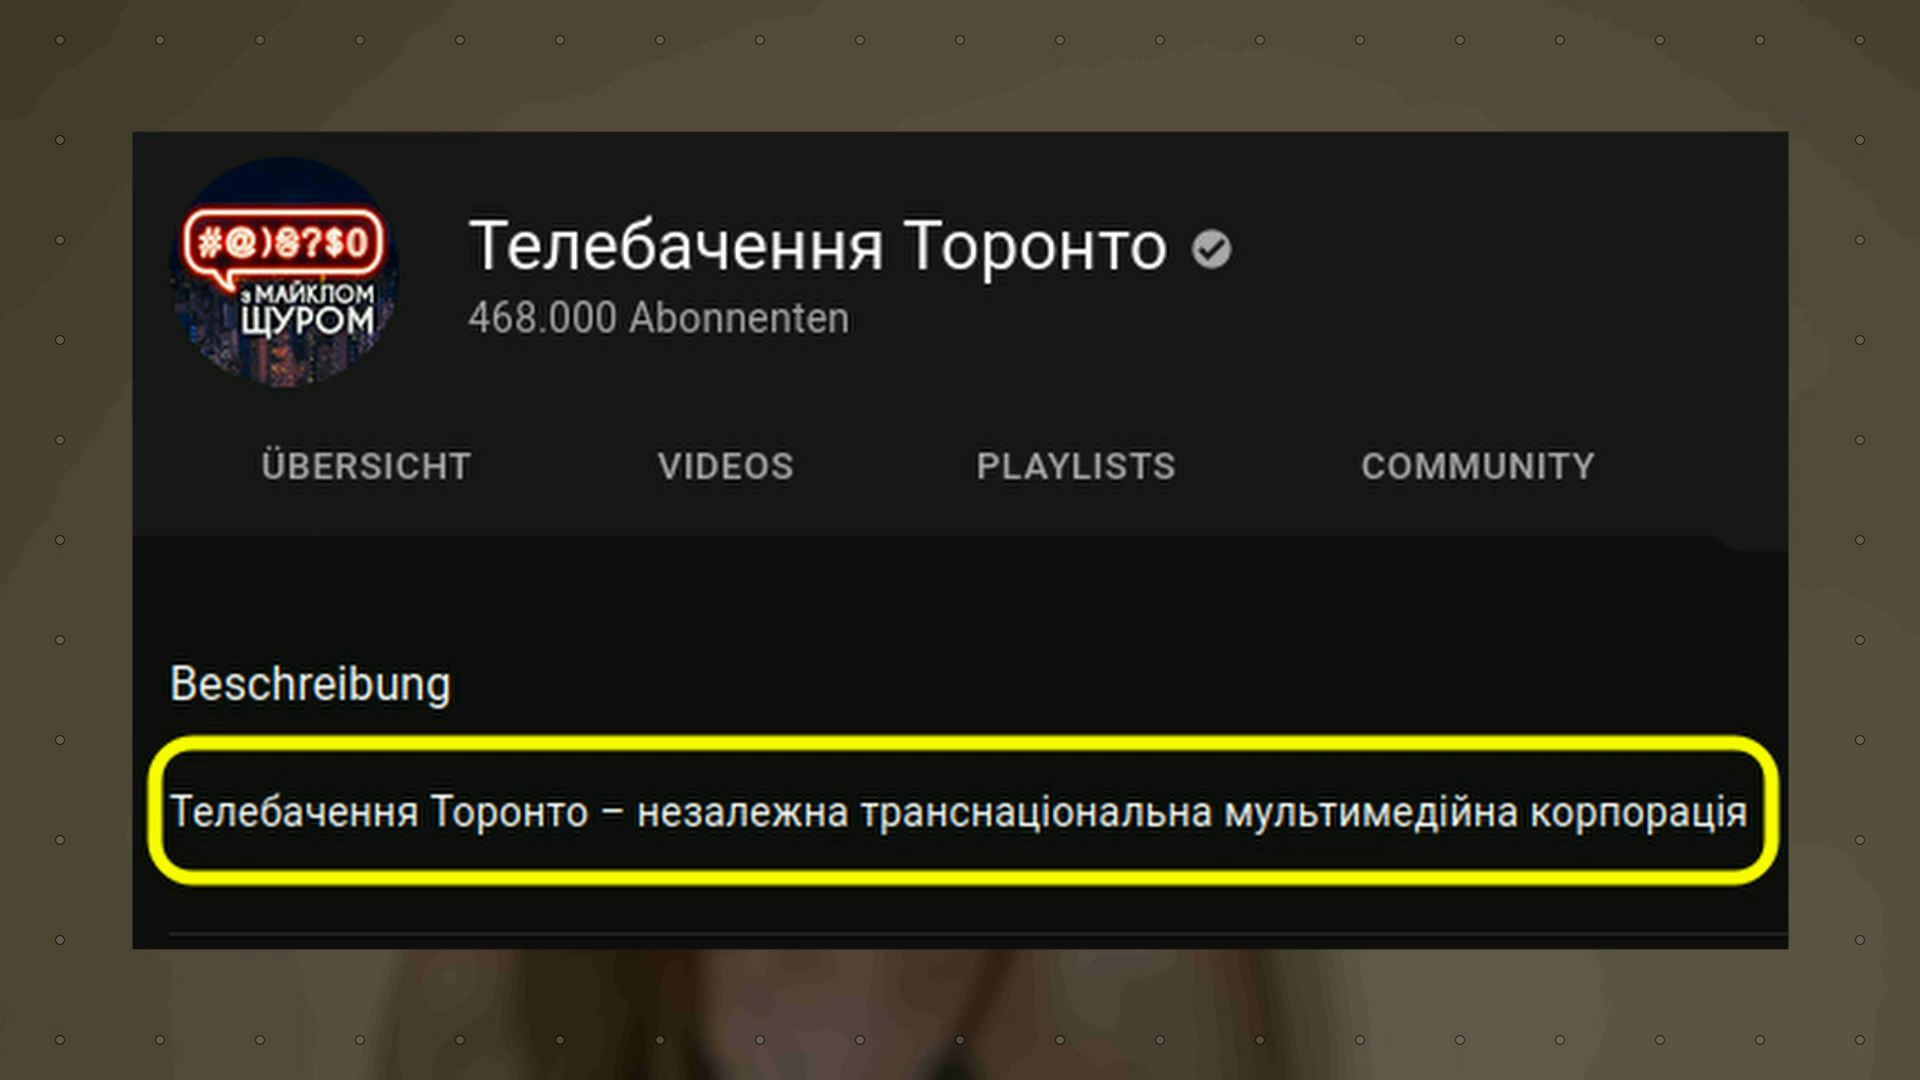 #@)&?$0
з МАЙКЛОМ
ЩУРОМ
Телебачення Торонто
468.000 Abonnenten
ÜBERSICHT VIDEOS PLAYLISTS COMMUNITY
Beschreibung
Телебачення Торонто – незалежна транснаціональна мультимедійна корпорація